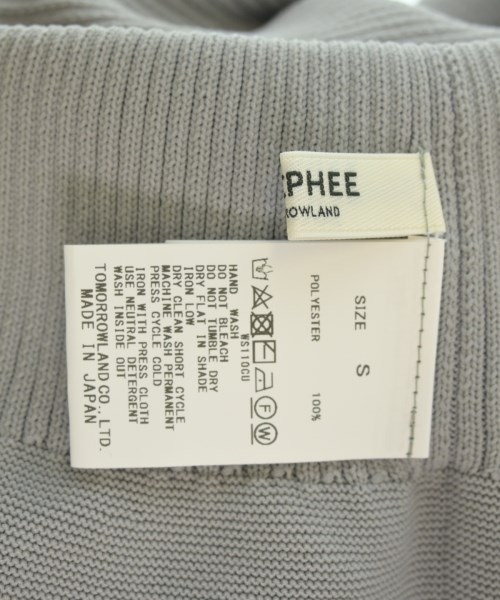 PHEE
ROWLAND
SIZE S
POLYESTER 100%
WS110CU
HAND WASH
DO NOT BLEACH
DO NOT TUMBLE DRY
DRY FLAT IN SHADE
IRON LOW
DRY CLEAN SHORT CYCLE
MACHINE WASH PERMANENT
PRESS CYCLE COLD
IRON WITH PRESS CLOTH
USE NEUTRAL DETERGENT
WASH INSIDE OUT
TOMORROWLAND CO., LTD.
MADE IN JAPAN